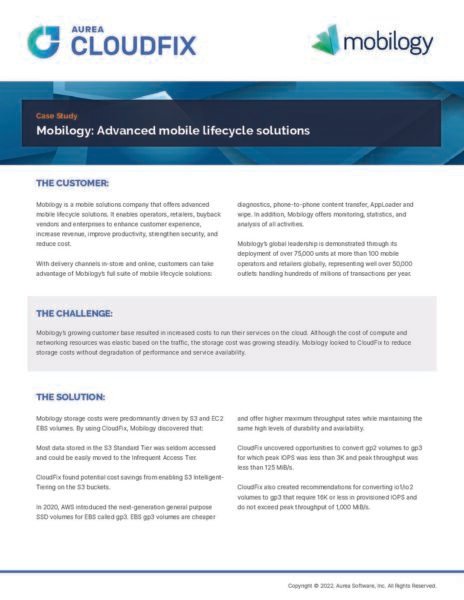 AUREA
CLOUDFIX
mobilogy
Case Study
Mobilogy: Advanced mobile lifecycle solutions
THE CUSTOMER:
Mobilogy is a mobile solutions company that offers advanced
mobile lifecycle solutions. It enables operators, retailers, buyback
vendors and enterprises to enhance customer experience,
increase revenue, improve productivity, strengthen security, and
reduce cost.
With delivery channels in-store and online, customers can take
advantage of Mobilogy's full suite of mobile lifecycle solutions:
diagnostics, phone-to-phone content transfer, AppLoader and
wipe. In addition, Mobilogy offers monitoring, statistics, and
analysis of all activities.
Mobilogy's global leadership is demonstrated through its
deployment of over 75,000 units at more than 100 mobile
operators and retailers globally, representing well over 50,000
outlets handling hundreds of millions of transactions per year.
THE CHALLENGE:
Mobilogy's growing customer base resulted in increased costs to run their services on the cloud. Although the cost of compute and
networking resources was elastic based on the traffic, the storage cost was growing steadily. Mobilogy looked to CloudFix to reduce
storage costs without degradation of performance and service availability.
THE SOLUTION:
Mobilogy storage costs were predominantly driven by S3 and EC2
EBS volumes. By using CloudFix, Mobilogy discovered that:
Most data stored in the S3 Standard Tier was seldom accessed
and could be easily moved to the Infrequent Access Tier.
CloudFix found potential cost savings from enabling S3 Intelligent-
Tiering on the S3 buckets.
In 2020, AWS introduced the next-generation general purpose
SSD volumes for EBS called gp3. EBS gp3 volumes are cheaper
and offer higher maximum throughput rates while maintaining the
same high levels of durability and availability.
CloudFix uncovered opportunities to convert gp2 volumes to gp3
for which peak IOPS was less than 3K and peak throughput was
less than 125 MiB/s.
CloudFix also created recommendations for converting io1/io2
volumes to gp3 that require 16K or less in provisioned IOPS and
do not exceed peak throughput of 1,000 MiB/s.
Copyright © 2022. Aurea Software, Inc. All Rights Reserved.